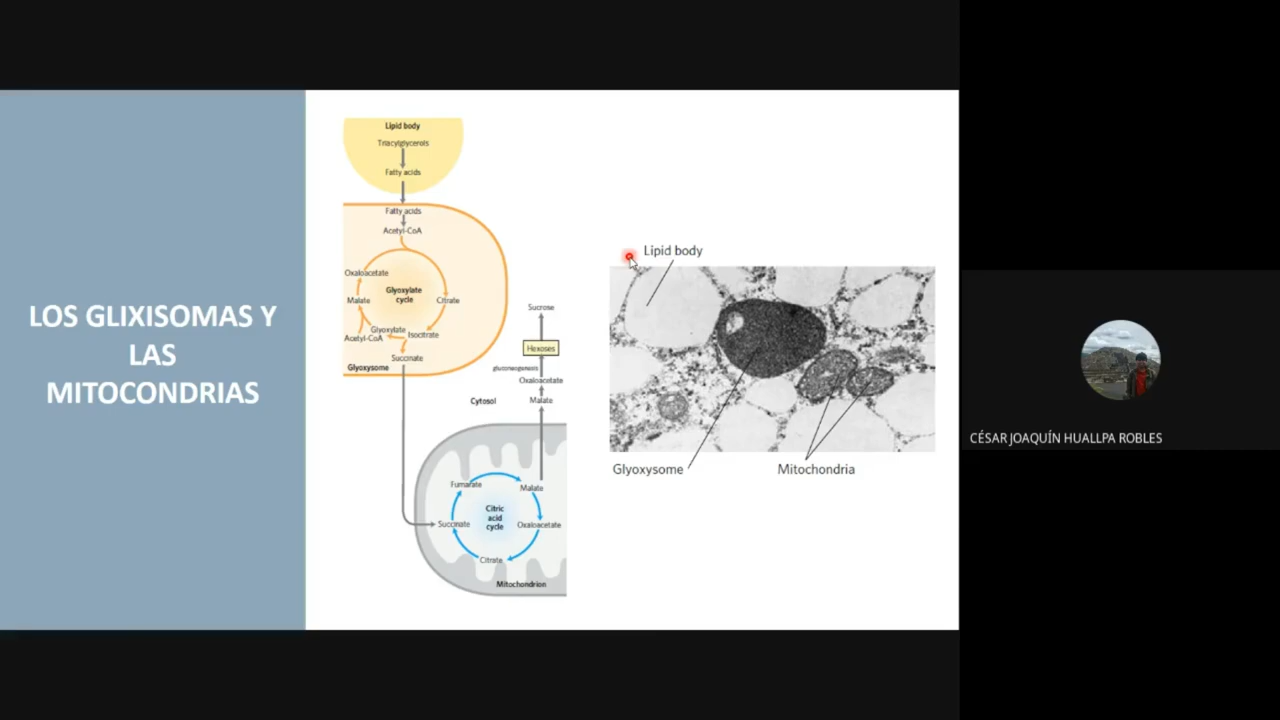 LOS GLIXISOMAS Y
LAS
MITOCONDRIAS
Lipid body
Triacylglycerols
Fatty acids
Fatty acids
Acetyl-CoA
Oxaloacetate
Malate
Glyoxylate
cycle
Citrate
Glyoxylate
Acetyl-CoA
Isocitrate
Succinate
Glyoxysome
Sucrose
Hexoses
gluconeogenesis
Oxaloacetate
Cytosol
Malate
Fumarate
Malate
Citric
acid
cycle
Succinate
Oxaloacetate
Citrate
Mitochondrion
Lipid body
Glyoxysome
Mitochondria
CÉSAR JOAQUÍN HUALLPA ROBLES